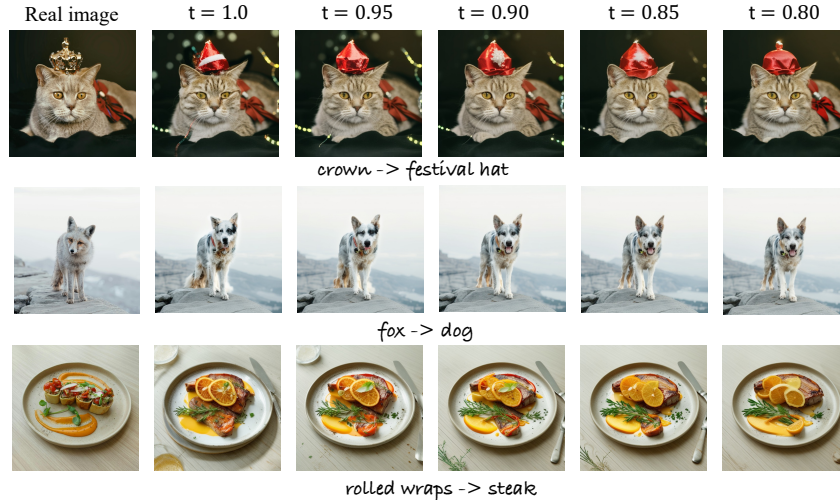 Real image t = 1.0 t = 0.95 t = 0.90 t = 0.85 t = 0.80
crown -> festival hat
fox -> dog
rolled wraps -> steak